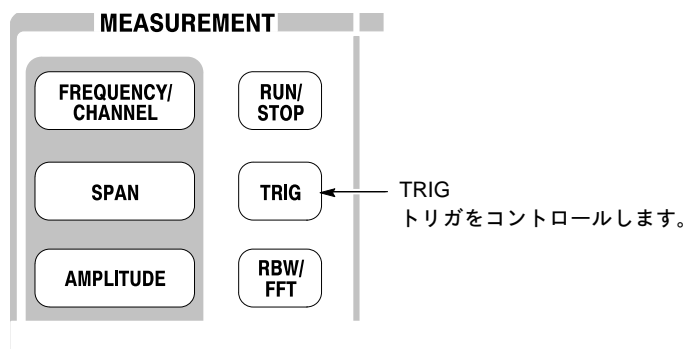 MEASUREMENT
FREQUENCY/
CHANNEL
RUN/
STOP
SPAN
TRIG
TRIG
トリガをコントロールします。
AMPLITUDE
RBW/
FFT